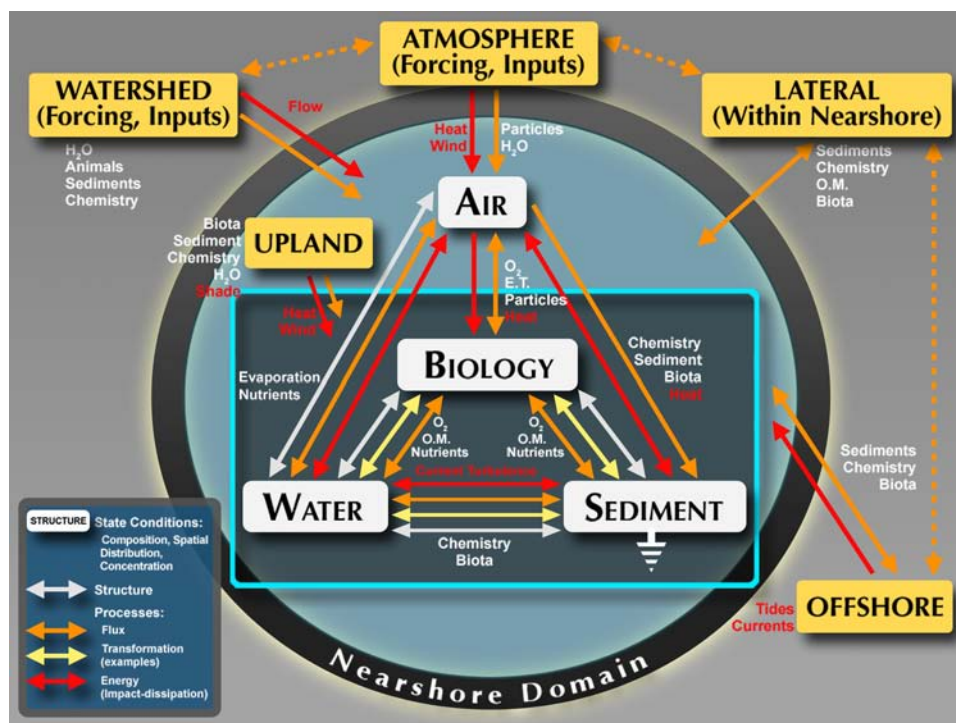 ATMOSPHERE
(Forcing, Inputs)
WATERSHED
(Forcing, Inputs)
LATERAL
(Within Nearshore)
Flow
H₂O
Animals
Sediments
Chemistry
Heat
Wind
Particles
H₂O
Sediments
Chemistry
O.M.
Biota
AIR
Biota
Sediment
Chemistry
H₂O
Shade
UPLAND
Heat
Wind
O₂
E.T.
Particles
Heat
Evaporation
Nutrients
BIOLOGY
Chemistry
Sediment
Biota
Heat
O₂
O.M.
Nutrients
O₂
O.M.
Nutrients
Current Turbulence
WATER
SEDIMENT
Chemistry
Biota
Sediments
Chemistry
Biota
Tides
Currents
OFFSHORE
Nearshore Domain
STRUCTURE
State Conditions:
Composition, Spatial
Distribution,
Concentration
Structure
Processes:
Flux
Transformation
(examples)
Energy
(Impact-dissipation)